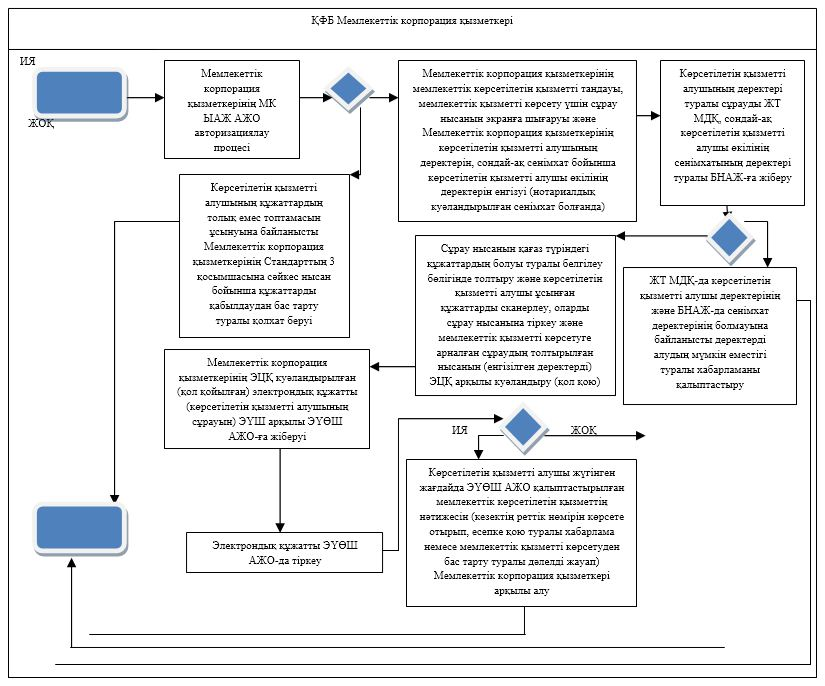 ҚФБ Мемлекеттік корпорация қызметкері
ИЯ
ЖОҚ
Мемлекеттік
корпорация
қызметкерінің МК
ЫАЖ АЖО
авторизациялау
процесі
Мемлекеттік корпорация қызметкерінің
мемлекеттік көрсетілетін қызметті таңдауы,
мемлекеттік қызметті көрсету үшін сұрау
нысанын экранға шығаруы және
Мемлекеттік корпорация қызметкерінің
көрсетілетін қызметті алушының
деректерін, сондай-ақ сенімхат бойынша
көрсетілетін қызметті алушы өкілінің
деректерін енгізуі (нотариалдық
куәландырылған сенімхат болғанда)
Көрсетілетін қызметті
алушының деректері
туралы сұрауды ЖТ
МДҚ, сондай-ақ
көрсетілетін қызметті
алушы өкілінің
сенімхатының деректері
туралы БНАЖ-ға жіберу
Көрсетілетін қызметті
алушының құжаттардың
толық емес топтамасын
ұсынуына байланысты
Мемлекеттік корпорация
қызметкерінің Стандарттың 3
қосымшасына сәйкес нысан
бойынша құжаттарды
қабылдаудан бас тарту
туралы қолхат беруі
Сұрау нысанын қағаз түріндегі
құжаттардың болуы туралы белгілеу
бөлігінде толтыру және көрсетілетін
қызметті алушы ұсынған
құжаттарды сканерлеу, оларды
сұрау нысанына тіркеу және
мемлекеттік қызметті көрсетуге
арналған сұраудың толтырылған
нысанын (енгізілген деректерді)
ЭЦҚ арқылы куәландыру (қол қою)
ЖТ МДҚ-да көрсетілетін
қызметті алушы деректерінің
және БНАЖ-да сенімхат
деректерінің болмауына
байланысты деректерді
алудың мүмкін еместігі
туралы хабарламаны
қалыптастыру
Мемлекеттік корпорация
қызметкерінің ЭЦҚ куәландырылған
(қол қойылған) электрондық құжатты
(көрсетілетін қызметті алушының
сұрауын) ЭҮШ арқылы ЭҮӨШ
АЖО-ға жіберуі
ИЯ
ЖОҚ
Көрсетілетін қызметті алушы жүгінген
жағдайда ЭҮӨШ АЖО қалыптастырылған
мемлекеттік көрсетілетін қызметтің
нәтижесін (кезектің реттік нөмірін көрсете
отырып, есепке қою туралы хабарлама
немесе мемлекеттік қызметті көрсетуден
бас тарту туралы дәлелді жауап)
Мемлекеттік корпорация қызметкері
арқылы алу
Электрондық құжатты ЭҮӨШ
АЖО-да тіркеу